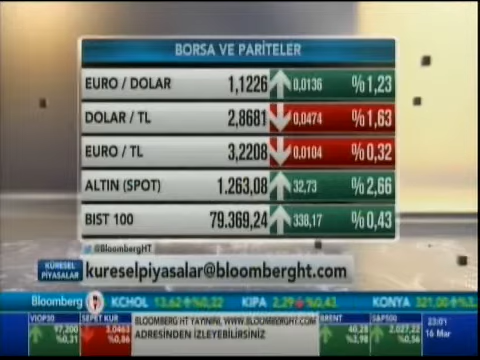 BORSA VE PARİTELER
EURO / DOLAR 1,1226 0,0136 %1,23
DOLAR / TL 2,8681 0,0474 %1,63
EURO / TL 3,2208 0,0104 %0,32
ALTIN (SPOT) 1.263,08 32,73 %2,66
BIST 100 79.369,24 338,17 %0,43
@BloombergHT
KÜRESEL PİYASALAR
kureselpiyasalar@bloomberght.com
Bloomberg HT KCHOL 13,62 %0,22 KIPA 2,29 %0,43 KONYA 321,00
VİOP30 97,200 %0,31
SEPET KUR 3,0463 %0,86
BLOOMBERG HT YAYININI, WWW.BLOOMBERGHT.COM
ADRESİNDEN İZLEYEBİLİRSİNİZ
BRENT 40,28 %3,98
S&P500 2.027,22 %0,56
23:01
16 Mar